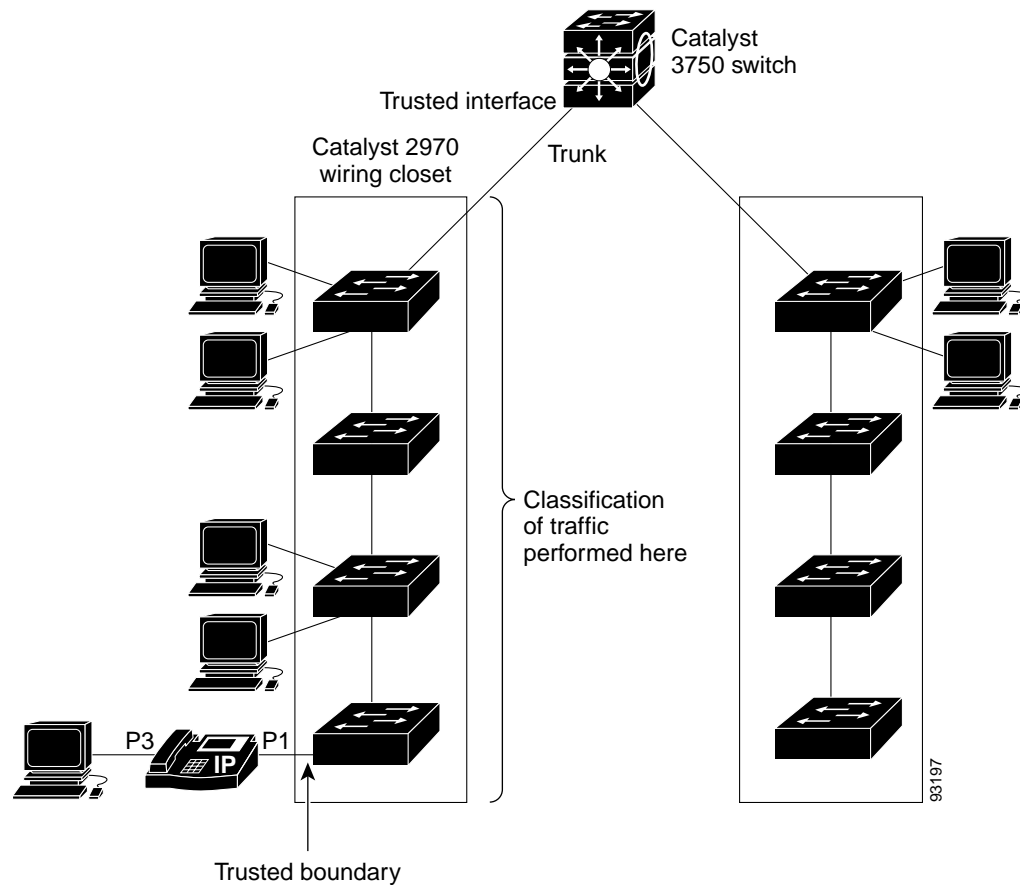 Catalyst
3750 switch
Trusted interface
Catalyst 2970
wiring closet
Trunk
Classification
of traffic
performed here
P3
IP
P1
Trusted boundary
93197